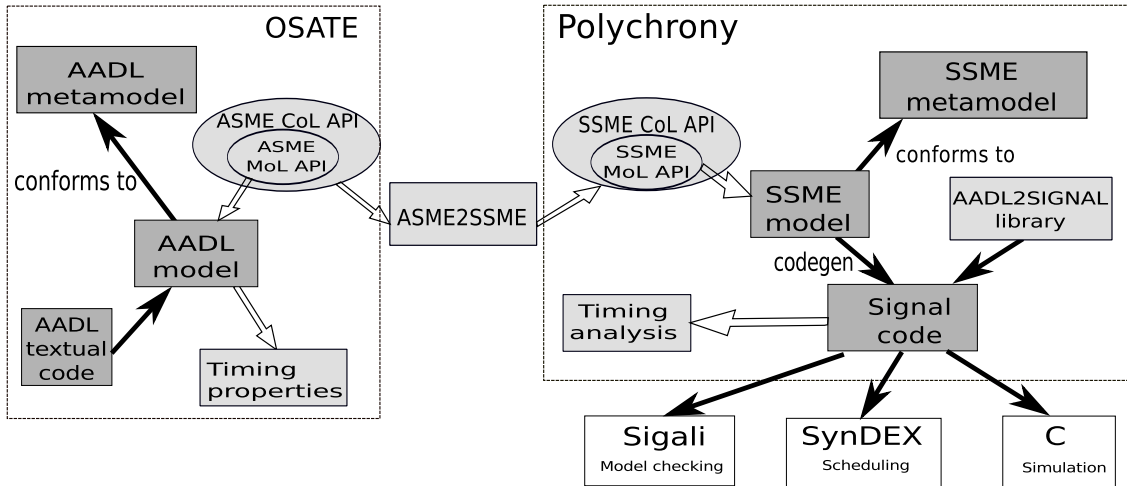 OSATE
AADL
metamodel
ASME CoL API
ASME
MoL API
conforms to
AADL
model
AADL
textual
code
Timing
properties
ASME2SSME
Polychrony
SSME CoL API
SSME
MoL API
SSME
metamodel
conforms to
SSME
model
AADL2SIGNAL
library
codegen
Timing
analysis
Signal
code
Sigali
Model checking
SynDEX
Scheduling
C
Simulation